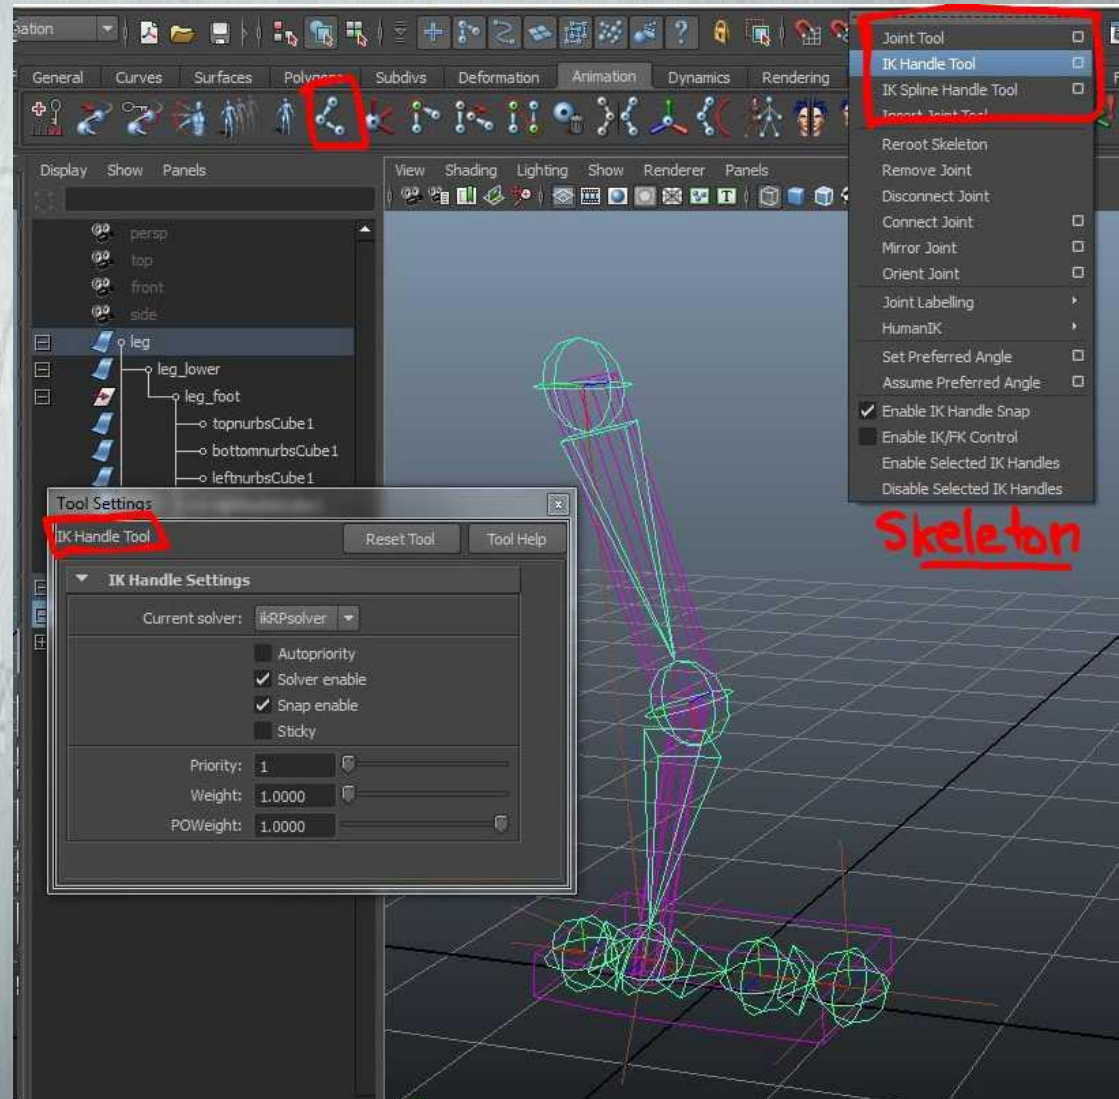 ation
General Curves Surfaces Polygons Subdivs Deformation Animation Dynamics Rendering
Joint Tool
IK Handle Tool
IK Spline Handle Tool
Insert Joint Tool
Reroot Skeleton
Remove Joint
Disconnect Joint
Connect Joint
Mirror Joint
Orient Joint
Joint Labelling
HumanIK
Set Preferred Angle
Assume Preferred Angle
Enable IK Handle Snap
Enable IK/FK Control
Enable Selected IK Handles
Disable Selected IK Handles
Skeleton
Display Show Panels
View Shading Lighting Show Renderer Panels
persp
top
front
side
leg
leg_lower
leg_foot
topnurbsCube1
bottomnurbsCube1
leftnurbsCube1
Tool Settings
IK Handle Tool
Reset Tool
Tool Help
IK Handle Settings
Current solver: ikRPsolver
Autopriority
Solver enable
Snap enable
Sticky
Priority: 1
Weight: 1.0000
POWeight: 1.0000